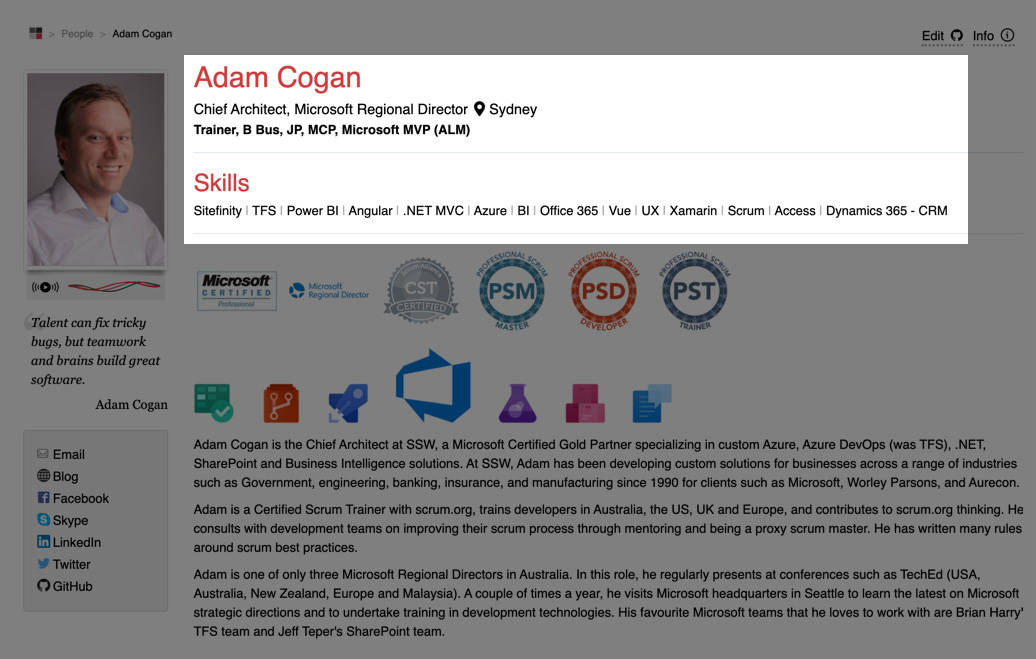 > People > Adam Cogan
Edit Info
Adam Cogan
Chief Architect, Microsoft Regional Director Sydney
Trainer, B Bus, JP, MCP, Microsoft MVP (ALM)
Skills
Sitefinity | TFS | Power BI | Angular | .NET MVC | Azure | BI | Office 365 | Vue | UX | Xamarin | Scrum | Access | Dynamics 365 - CRM
Microsoft
CERTIFIED
Professional
Microsoft
Regional Director
CST
CERTIFIED
PROFESSIONAL SCRUM
PSM
MASTER
PROFESSIONAL SCRUM
PSD
DEVELOPER
PROFESSIONAL SCRUM
PST
TRAINER
“Talent can fix tricky
bugs, but teamwork
and brains build great
software.
Adam Cogan
Email
Blog
Facebook
Skype
LinkedIn
Twitter
GitHub
Adam Cogan is the Chief Architect at SSW, a Microsoft Certified Gold Partner specializing in custom Azure, Azure DevOps (was TFS), .NET,
SharePoint and Business Intelligence solutions. At SSW, Adam has been developing custom solutions for businesses across a range of industries
such as Government, engineering, banking, insurance, and manufacturing since 1990 for clients such as Microsoft, Worley Parsons, and Aurecon.
Adam is a Certified Scrum Trainer with scrum.org, trains developers in Australia, the US, UK and Europe, and contributes to scrum.org thinking. He
consults with development teams on improving their scrum process through mentoring and being a proxy scrum master. He has written many rules
around scrum best practices.
Adam is one of only three Microsoft Regional Directors in Australia. In this role, he regularly presents at conferences such as TechEd (USA,
Australia, New Zealand, Europe and Malaysia). A couple of times a year, he visits Microsoft headquarters in Seattle to learn the latest on Microsoft
strategic directions and to undertake training in development technologies. His favourite Microsoft teams that he loves to work with are Brian Harry'
TFS team and Jeff Teper's SharePoint team.